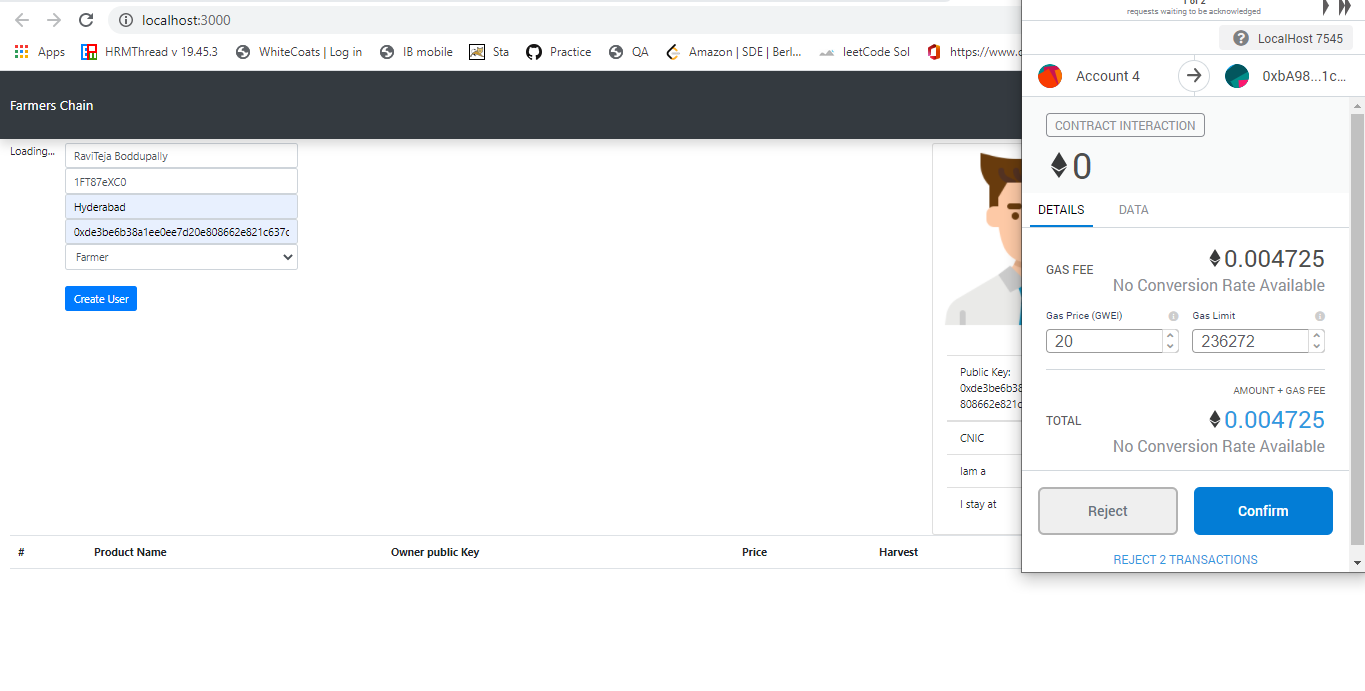 localhost:3000
Apps HRMThread v 19.45.3 WhiteCoats | Log in IB mobile Sta Practice QA Amazon | SDE | Berl... leetCode Sol https://www.
Farmers Chain
Loading...
RaviTeja Boddupally
1FT87eXC0
Hyderabad
0xde3be6b38a1ee0ee7d20e808662e821c637c
Farmer
Create User
Public Key:
0xde3be6b38
808662e821c
CNIC
Iam a
I stay at
# Product Name Owner public Key Price Harvest
1 of 2
requests waiting to be acknowledged
LocalHost 7545
Account 4 0xbA98...1c...
CONTRACT INTERACTION
0
DETAILS DATA
GAS FEE 0.004725
No Conversion Rate Available
Gas Price (GWEI) Gas Limit
20 236272
AMOUNT + GAS FEE
TOTAL 0.004725
No Conversion Rate Available
Reject Confirm
REJECT 2 TRANSACTIONS